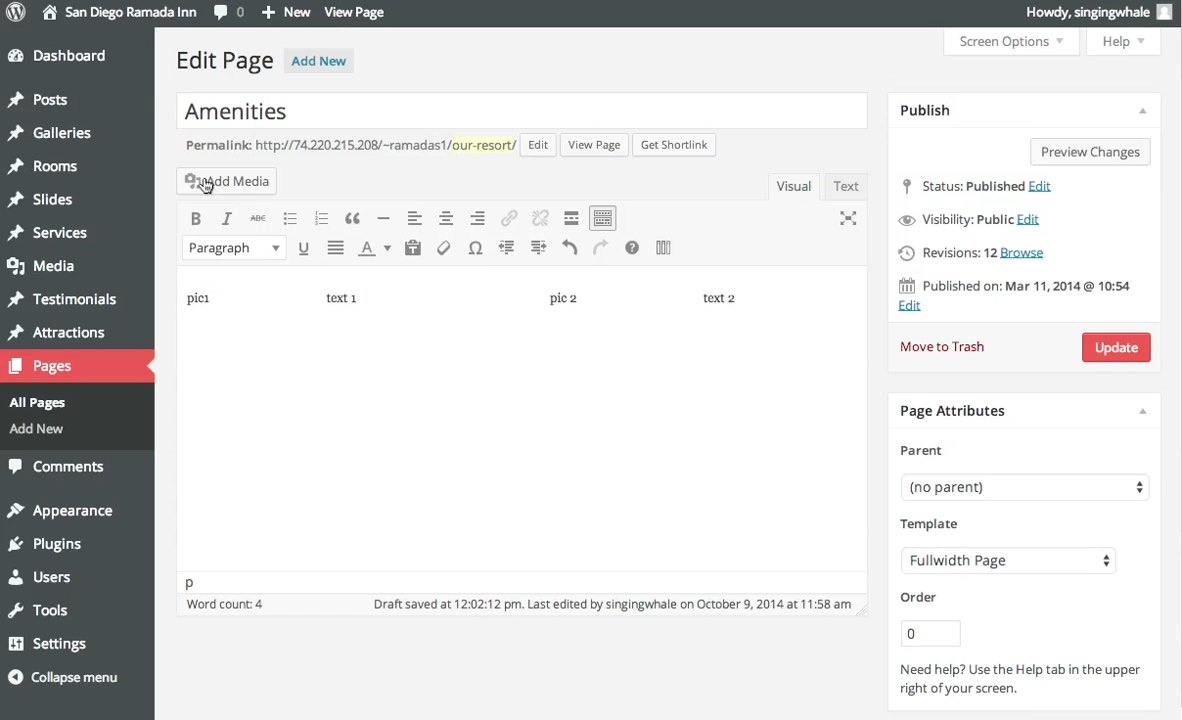 San Diego Ramada Inn 0 New View Page Howdy, singingwhale
Screen Options Help
Dashboard
Posts
Galleries
Rooms
Slides
Services
Media
Testimonials
Attractions
Pages
All Pages
Add New
Comments
Appearance
Plugins
Users
Tools
Settings
Collapse menu
Edit Page Add New
Amenities
Permalink: http://74.220.215.208/~ramadas1/our-resort/ Edit View Page Get Shortlink
Add Media
Visual Text
B I ABC
Paragraph U A Ω
pic1 text 1 pic 2 text 2
p
Word count: 4 Draft saved at 12:02:12 pm. Last edited by singingwhale on October 9, 2014 at 11:58 am
Publish
Preview Changes
Status: Published Edit
Visibility: Public Edit
Revisions: 12 Browse
Published on: Mar 11, 2014 @ 10:54
Edit
Move to Trash Update
Page Attributes
Parent
(no parent)
Template
Fullwidth Page
Order
0
Need help? Use the Help tab in the upper
right of your screen.